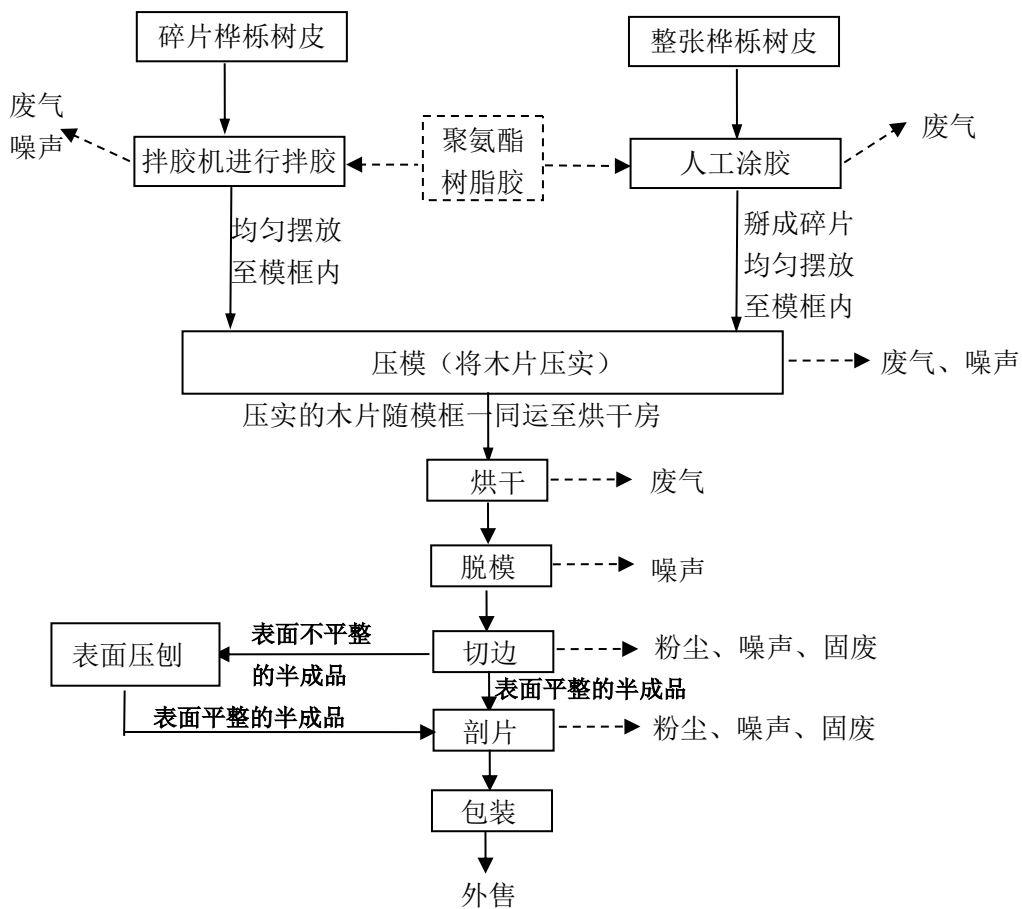 碎片桦栎树皮
整张桦栎树皮
废气
噪声
聚氨酯
树脂胶
废气
拌胶机进行拌胶
人工涂胶
均匀摆放
至模框内
掰成碎片
均匀摆放
至模框内
压模（将木片压实）
废气、噪声
压实的木片随模框一同运至烘干房
烘干
废气
脱模
噪声
表面不平整
的半成品
表面压刨
切边
粉尘、噪声、固废
表面平整的半成品
表面平整的半成品
剖片
粉尘、噪声、固废
包装
外售